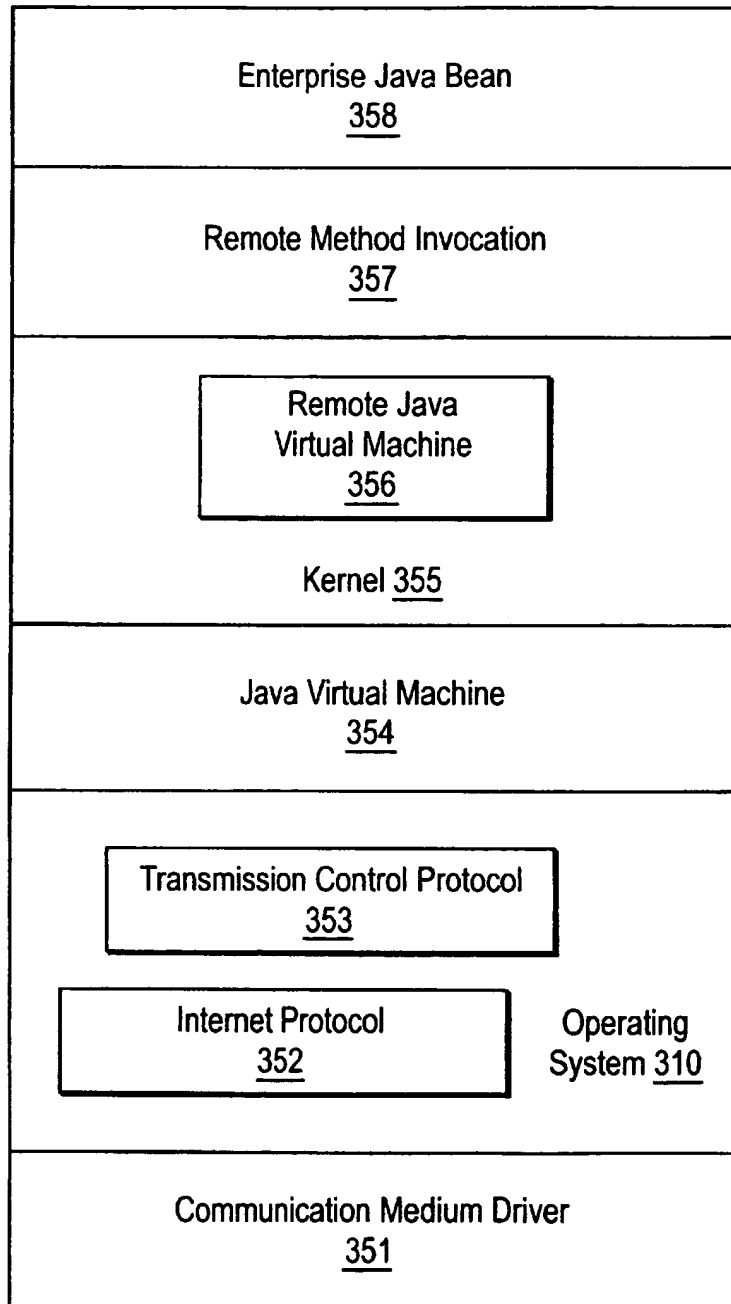 Enterprise Java Bean
358
Remote Method Invocation
357
Remote Java
Virtual Machine
356
Kernel 355
Java Virtual Machine
354
Transmission Control Protocol
353
Internet Protocol
352
Operating
System 310
Communication Medium Driver
351